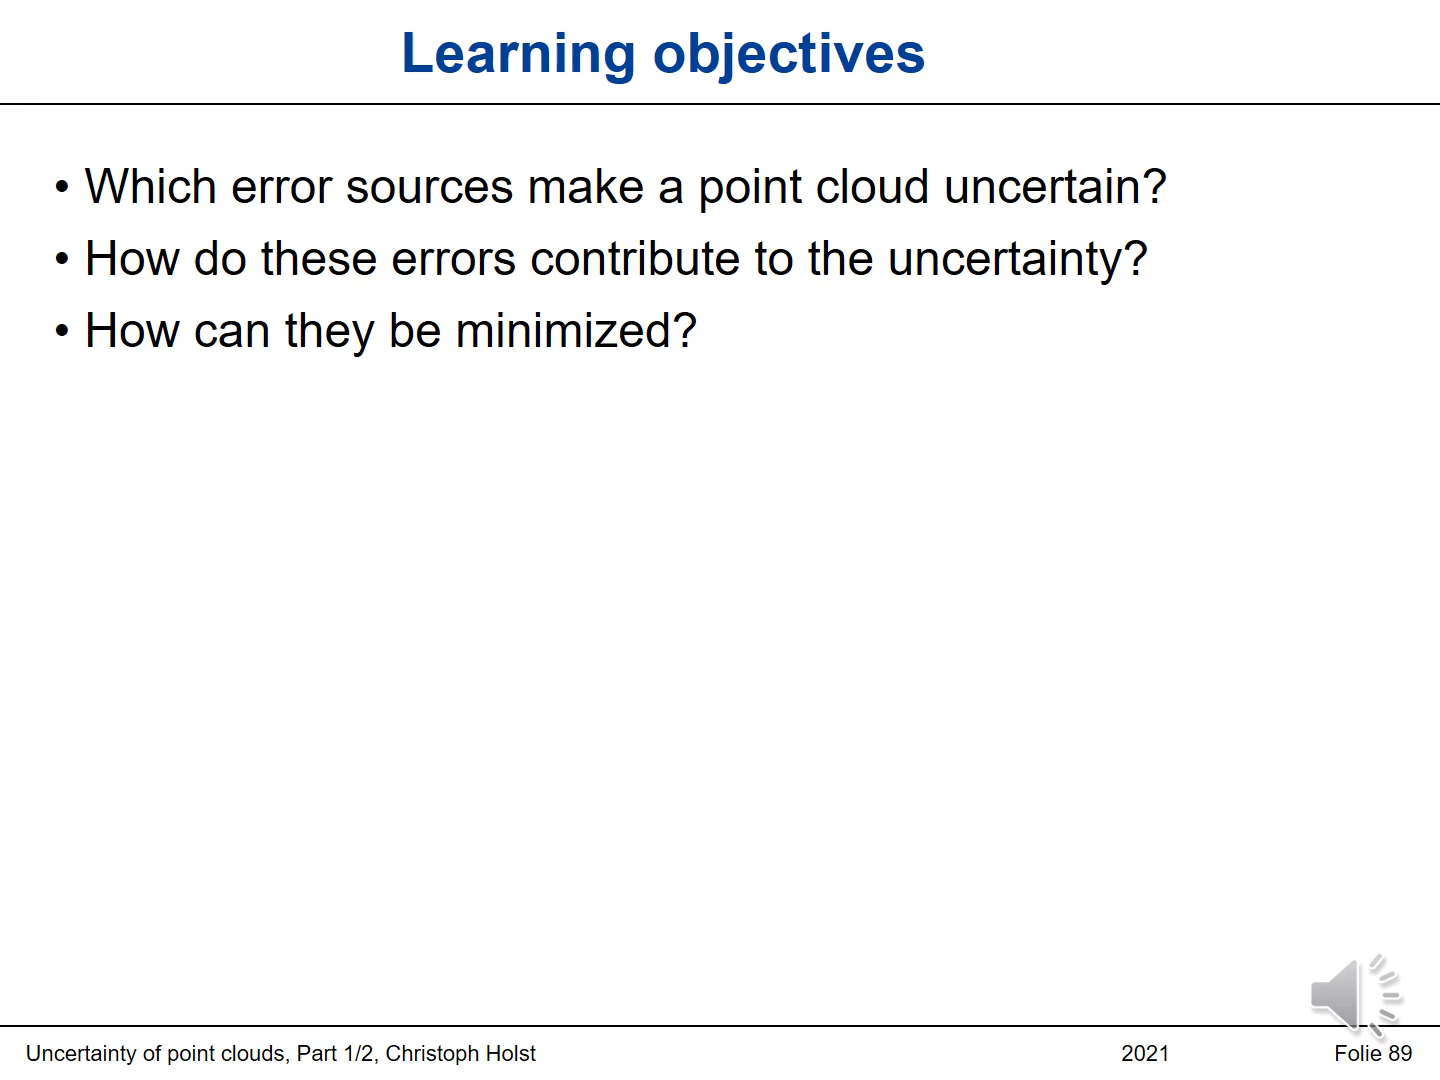 Learning objectives
• Which error sources make a point cloud uncertain?
• How do these errors contribute to the uncertainty?
• How can they be minimized?
Uncertainty of point clouds, Part 1/2, Christoph Holst 2021 Folie 89